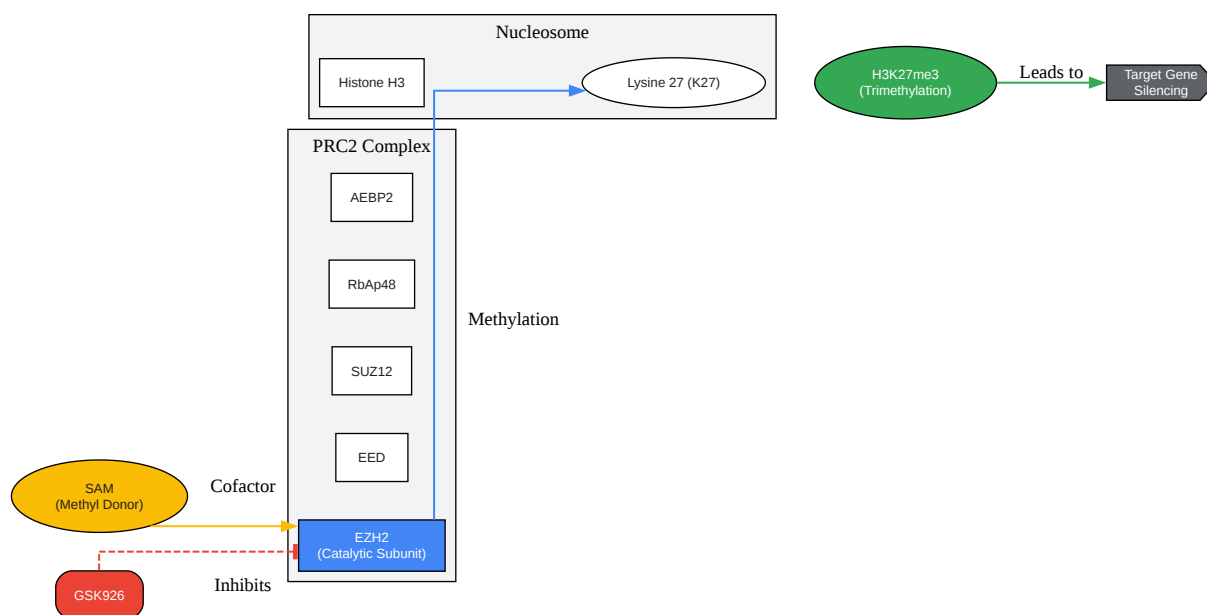 Nucleosome
Histone H3
Lysine 27 (K27)
H3K27me3
(Trimethylation)
Leads to
Target Gene
Silencing
PRC2 Complex
AEBP2
RbAp48
Methylation
SUZ12
EED
SAM
(Methyl Donor)
Cofactor
EZH2
(Catalytic Subunit)
Inhibits
GSK926